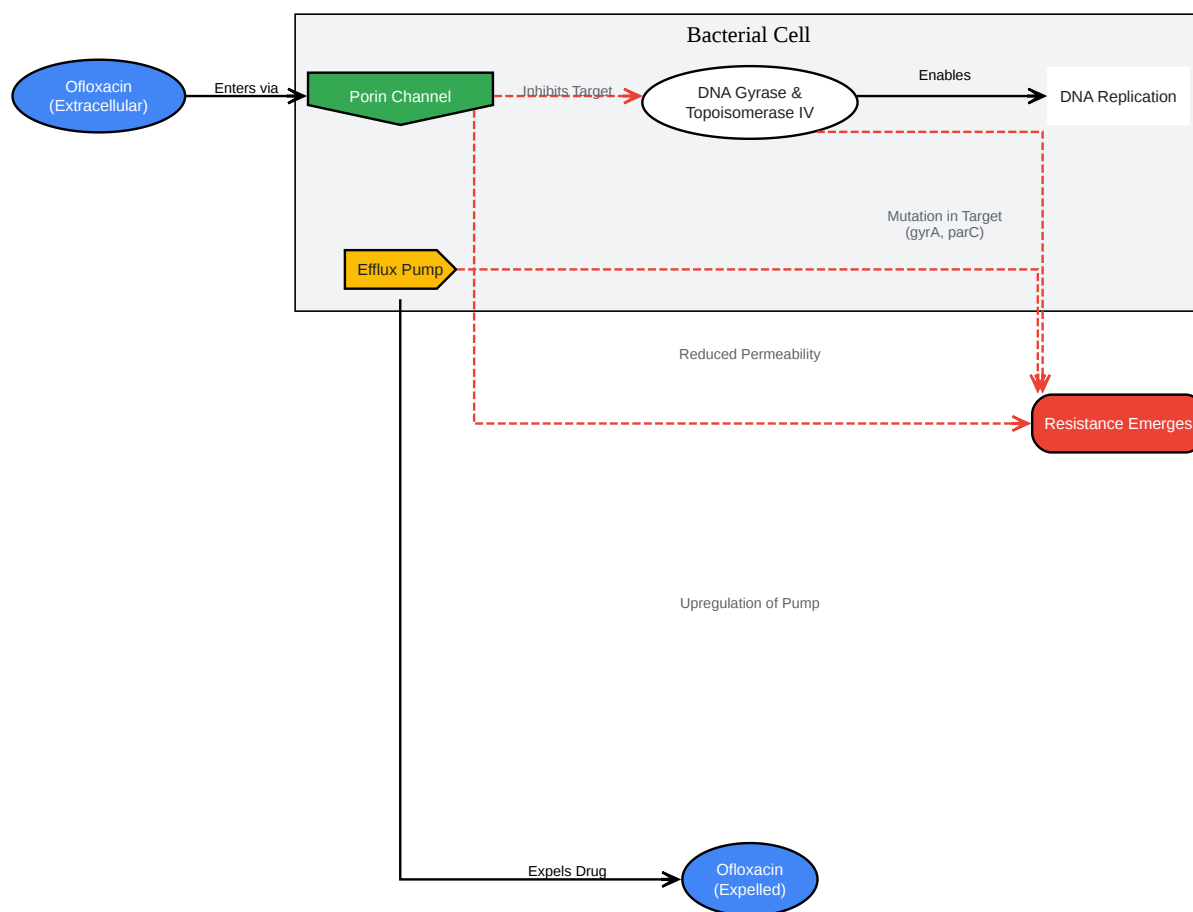 Bacterial Cell
Ofloxacin
(Extracellular)
Enters via
Porin Channel
Inhibits Target
DNA Gyrase &
Topoisomerase IV
Enables
DNA Replication
Mutation in Target
(gyrA, parC)
Efflux Pump
Reduced Permeability
Resistance Emerges
Upregulation of Pump
Expels Drug
Ofloxacin
(Expelled)